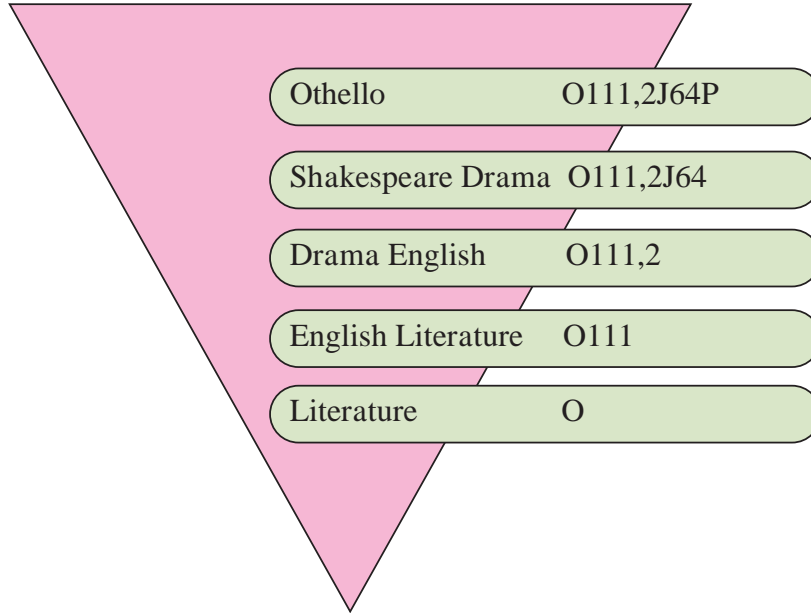 Othello O111,2J64P
Shakespeare Drama O111,2J64
Drama English O111,2
English Literature O111
Literature O